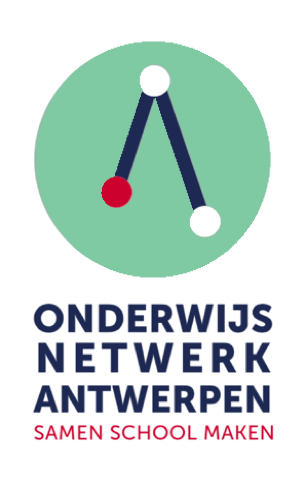 ONDERWIJS
NETWERK
ANTWERPEN
SAMEN SCHOOL MAKEN